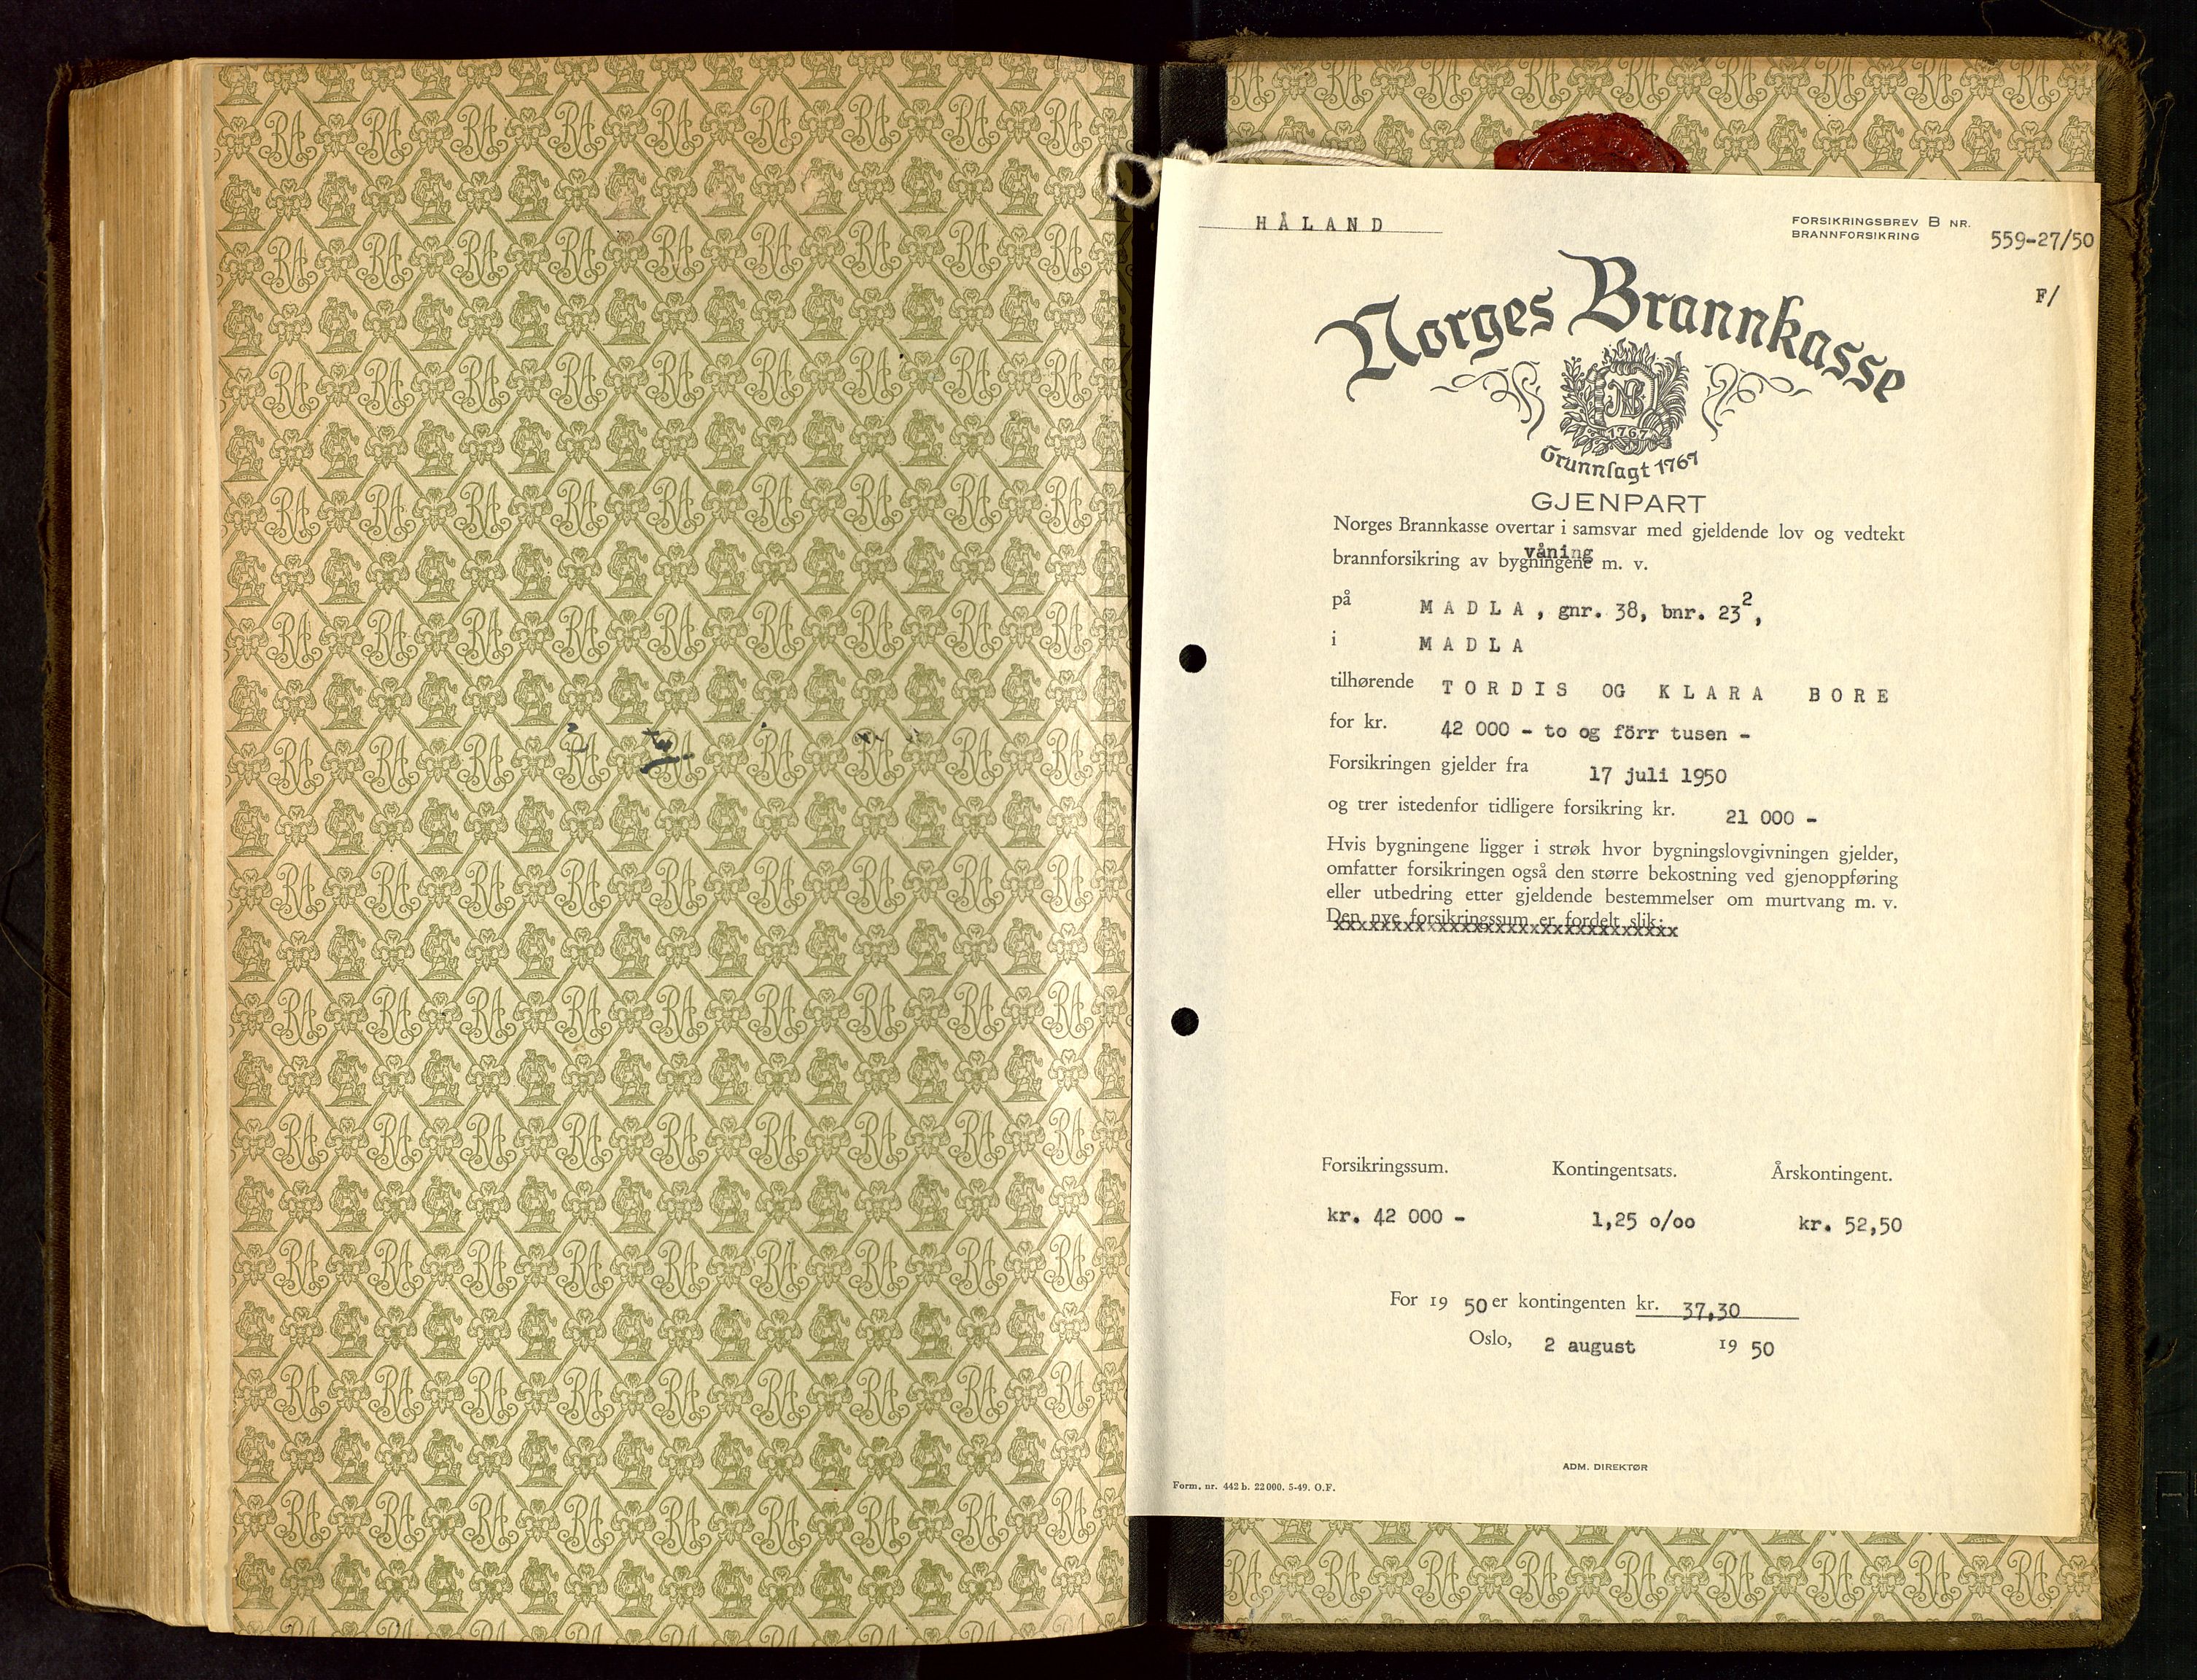 HÅLAND
FORSIKRINGSBREV B NR.
BRANNFORSIKRING
559-27/50
F/
Norges Brannkasse
NB
1767
Grunnlagt 1767
GJENPART
Norges Brannkasse overtar i samsvar med gjeldende lov og vedtekt
våning
brannforsikring av bygningene m. v.
på MADLA, gnr. 38, bnr. 23²,
i MADLA
tilhørende TORDIS OG KLARA BORE
for kr. 42 000 - to og förr tusen -
Forsikringen gjelder fra 17 juli 1950
og trer istedenfor tidligere forsikring kr. 21 000 -
Hvis bygningene ligger i strøk hvor bygningslovgivningen gjelder,
omfatter forsikringen også den større bekostning ved gjenoppføring
eller utbedring etter gjeldende bestemmelser om murtvang m. v.
Den nye forsikringssum er fordelt slik:
Forsikringssum. Kontingentsats. Årskontingent.
kr. 42 000 - 1,25 o/oo kr. 52,50
For 19 50 er kontingenten kr. 37,30
Oslo, 2 august 19 50
ADM. DIREKTØR
Form. nr. 442 b. 22 000. 5-49. O.F.